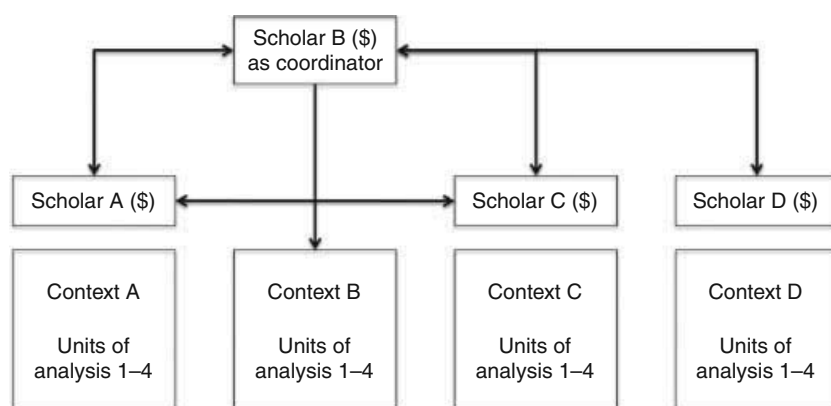 Scholar B ($)
as coordinator
Scholar A ($)
Scholar C ($)
Scholar D ($)
Context A
Units of
analysis 1–4
Context B
Units of
analysis 1–4
Context C
Units of
analysis 1–4
Context D
Units of
analysis 1–4